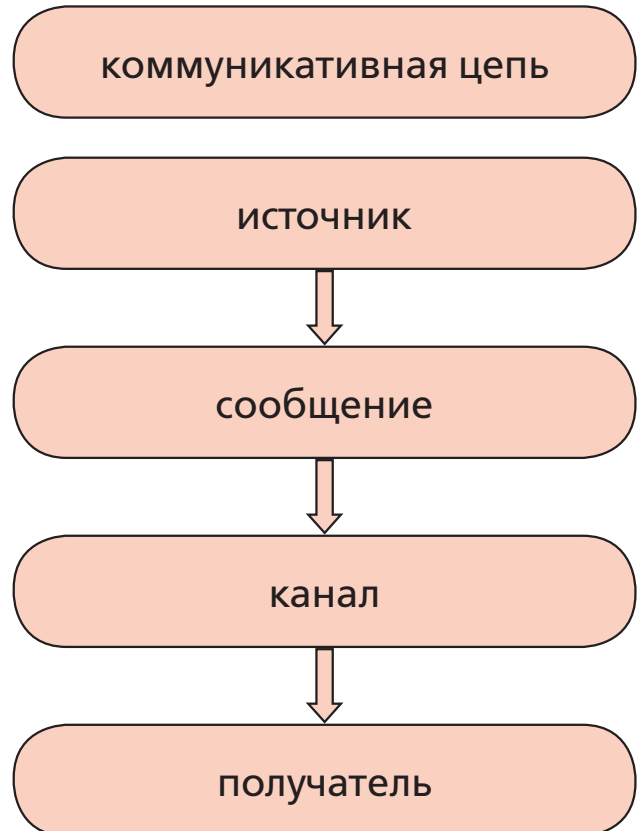 коммуникативная цепь
источник
сообщение
канал
получатель